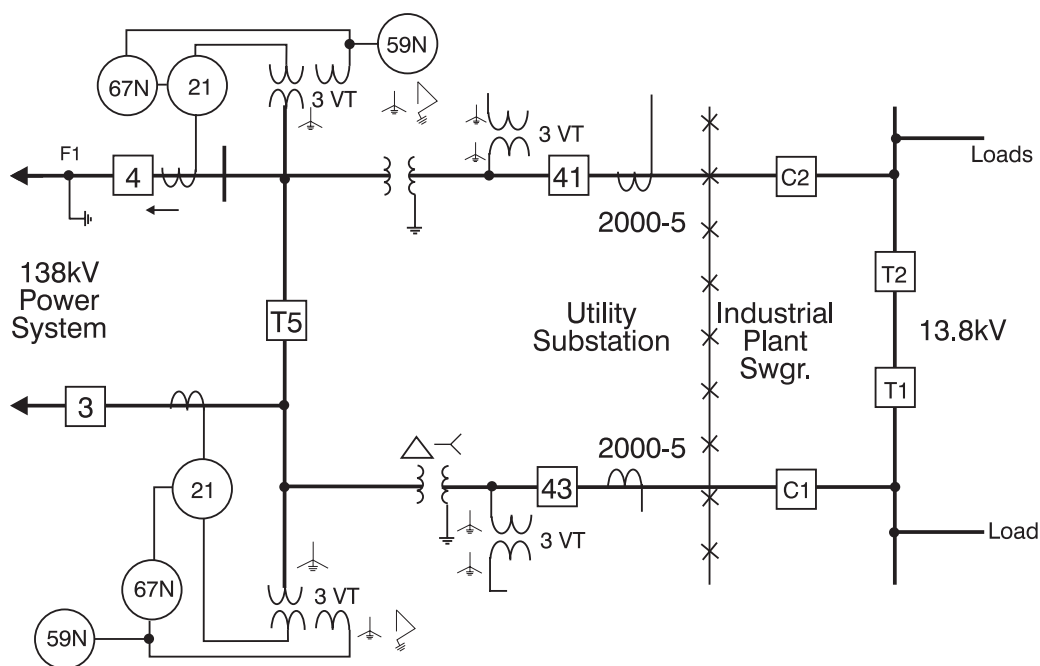 59N
67N
21
3 VT
3 VT
F1
4
41
C2
Loads
2000-5
138kV
Power
System
T5
Utility
Substation
Industrial
Plant
Swgr.
T2
13.8kV
T1
3
2000-5
21
43
C1
3 VT
Load
67N
3 VT
59N